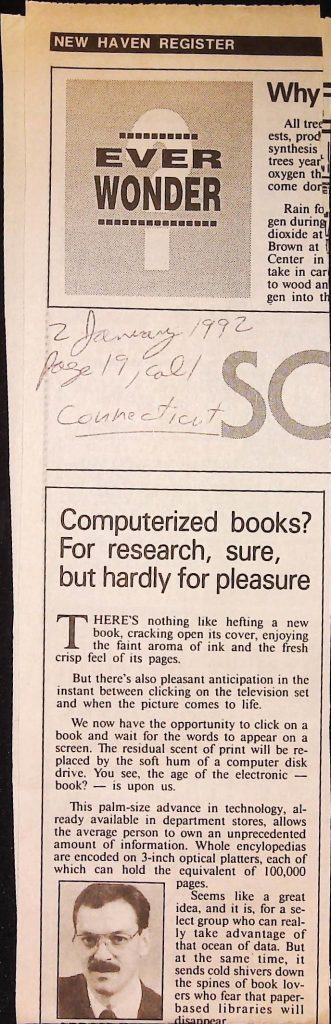 NEW HAVEN REGISTER
EVER
WONDER
Why
All tree
ests, prod
synthesis
trees year
oxygen th
come dor
Rain fo
gen during
dioxide at
Brown at
Center in
take in car
to wood an
gen into th
2 January 1992
Page 19, Col 1
Connecticut
SC
Computerized books?
For research, sure,
but hardly for pleasure
THERE'S nothing like hefting a new
book, cracking open its cover, enjoying
the faint aroma of ink and the fresh
crisp feel of its pages.
But there's also pleasant anticipation in the
instant between clicking on the television set
and when the picture comes to life.
We now have the opportunity to click on a
book and wait for the words to appear on a
screen. The residual scent of print will be re-
placed by the soft hum of a computer disk
drive. You see, the age of the electronic —
book? — is upon us.
This palm-size advance in technology, al-
ready available in department stores, allows
the average person to own an unprecedented
amount of information. Whole encylopedias
are encoded on 3-inch optical platters, each of
which can hold the equivalent of 100,000
pages.
Seems like a great
idea, and it is, for a se-
lect group who can real-
ly take advantage of
that ocean of data. But
at the same time, it
sends cold shivers down
the spines of book lov-
ers who fear that paper-
based libraries will
disappear